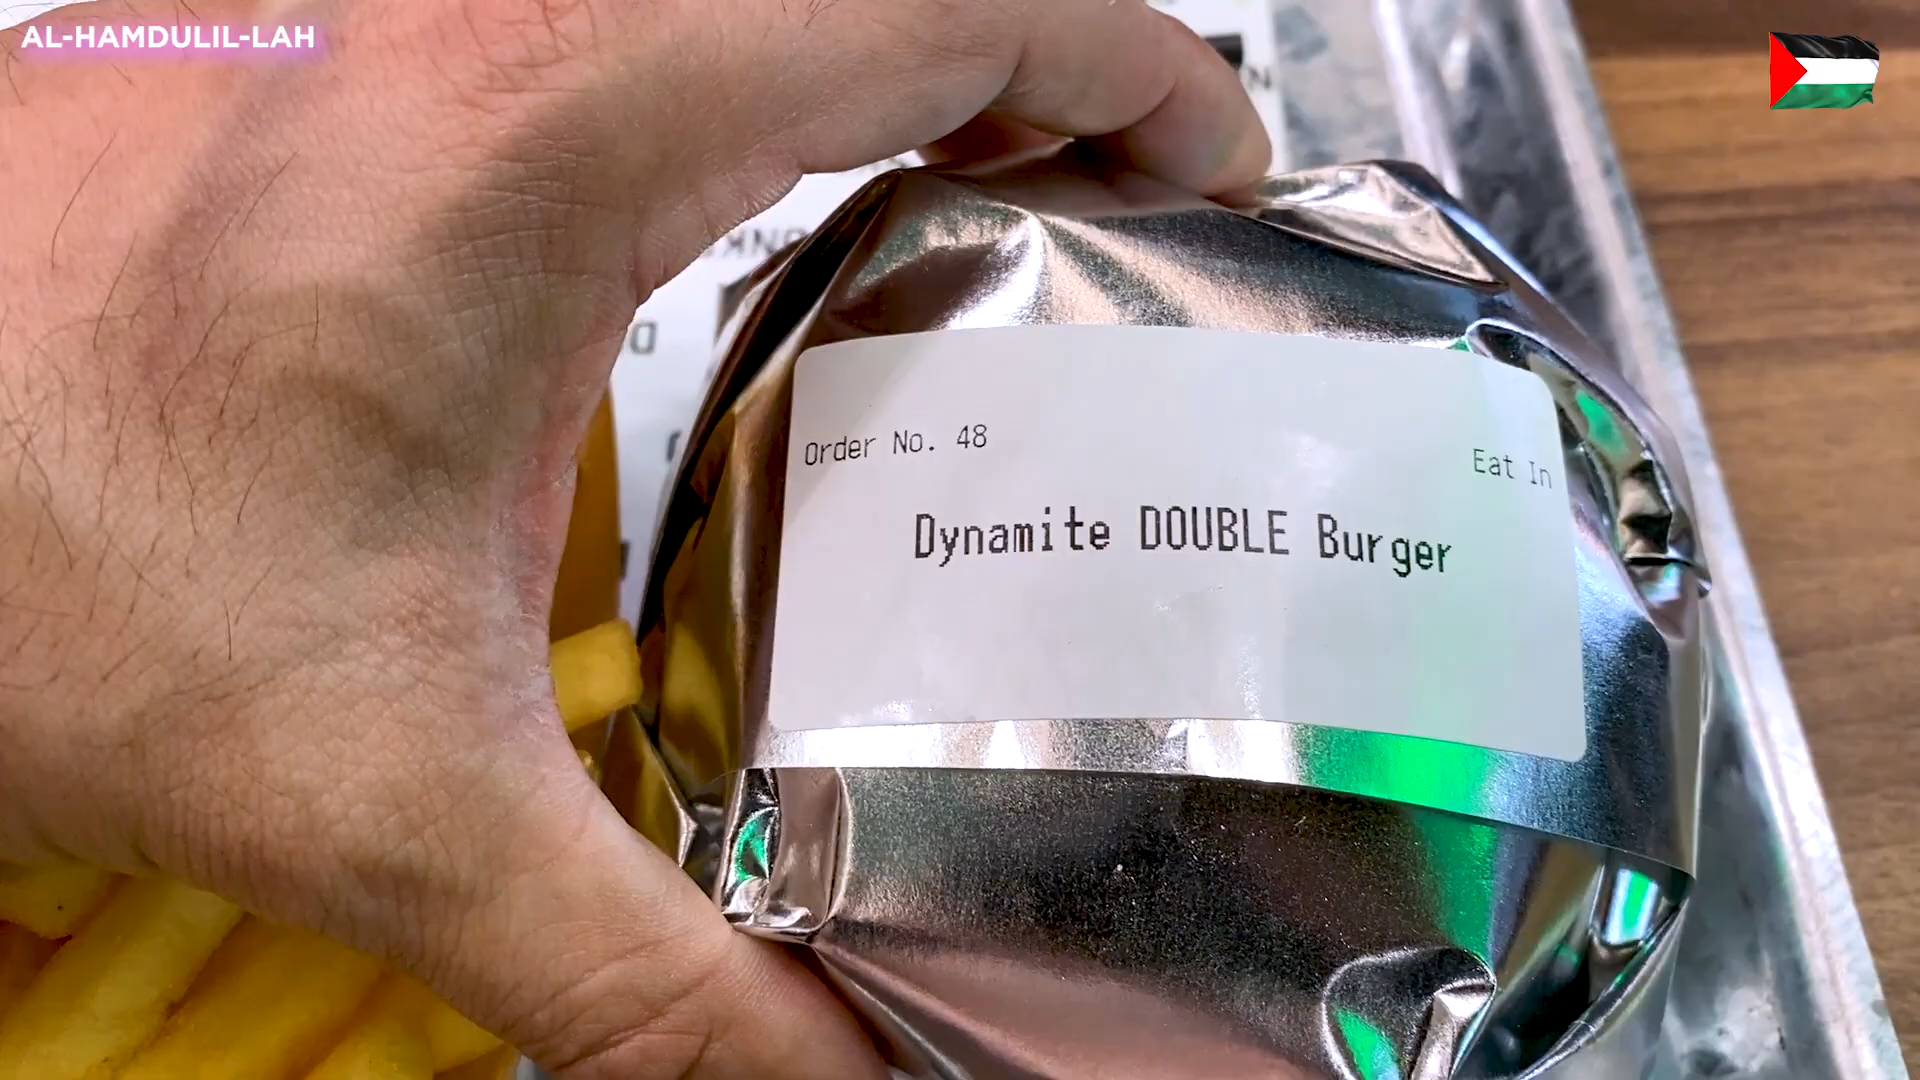 AL-HAMDULIL-LAH
Order No. 48
Eat In
Dynamite DOUBLE Burger